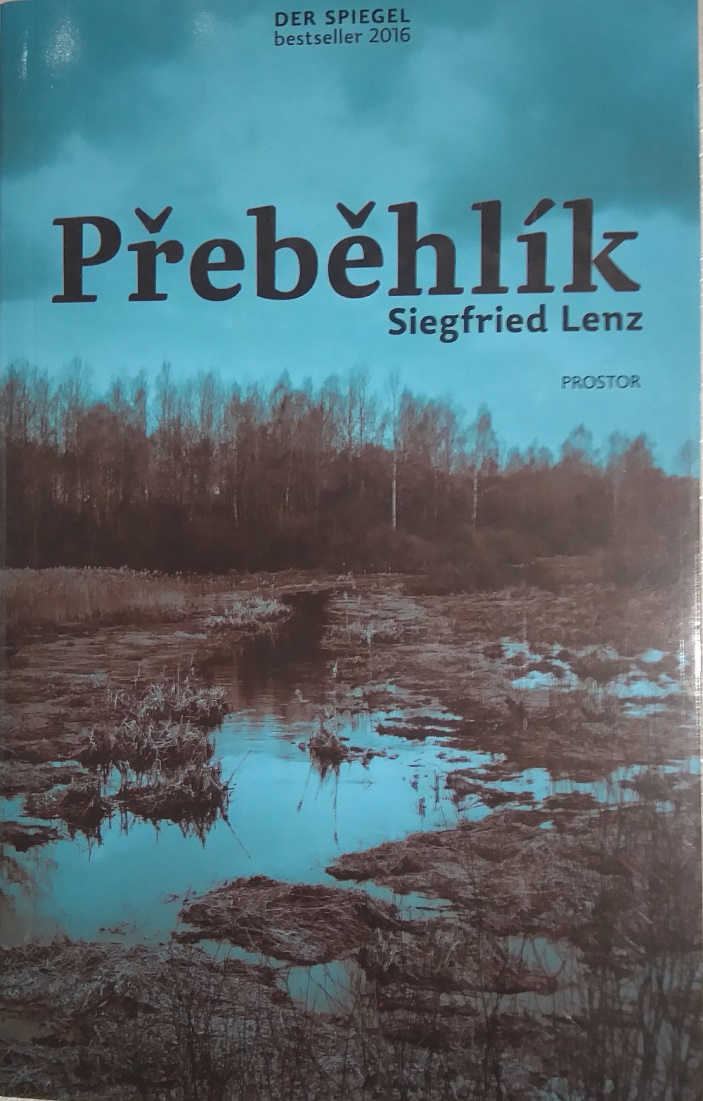 DER SPIEGEL
bestseller 2016
Přeběhlík
Siegfried Lenz
PROSTOR